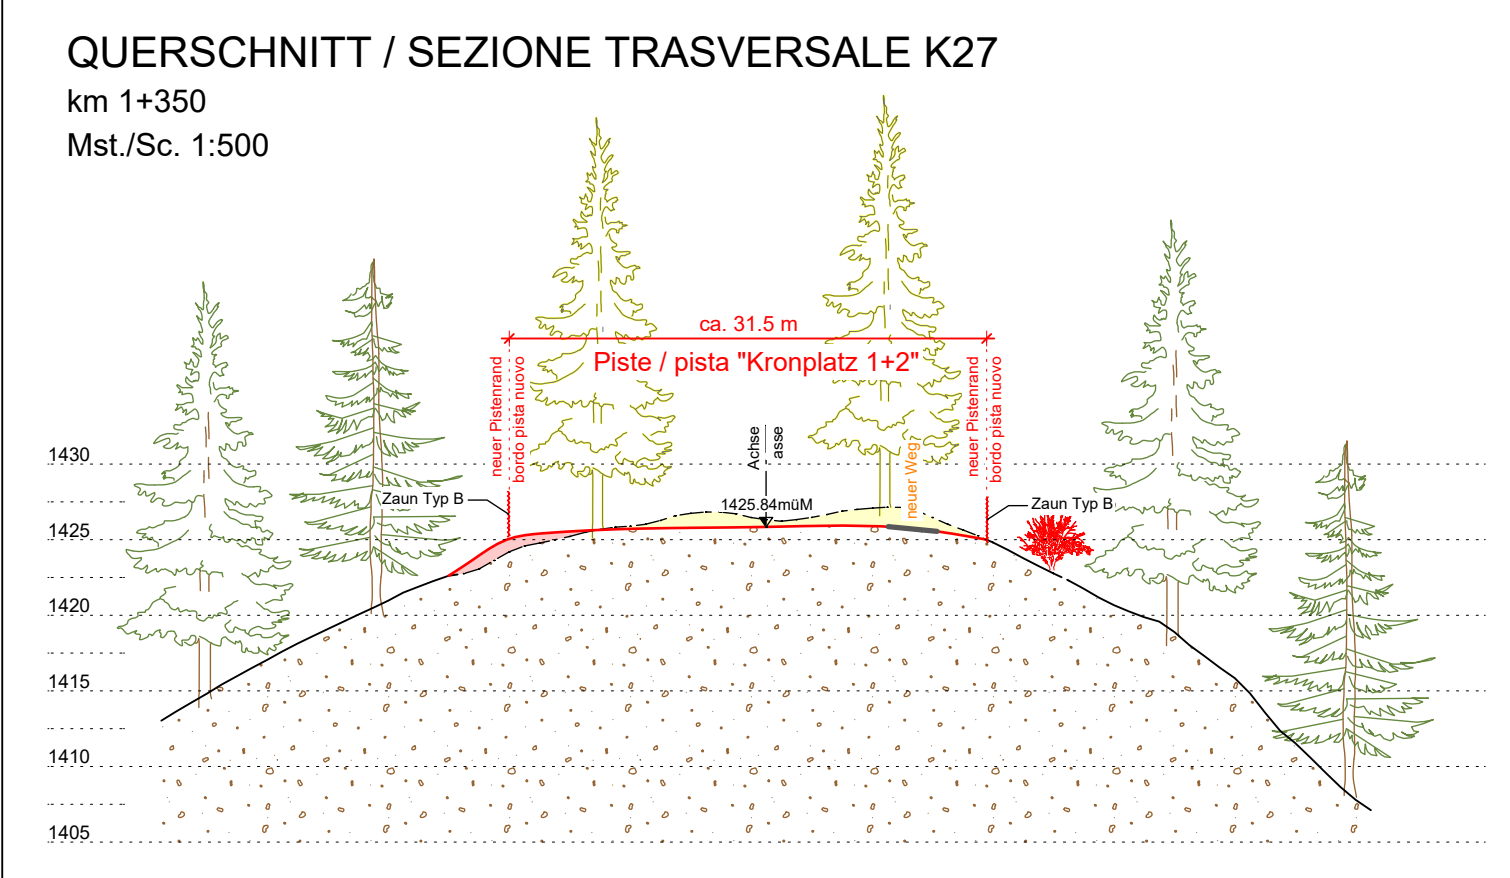 QUERSCHNITT / SEZIONE TRASVERSALE K27
km 1+350
Mst./Sc. 1:500
ca. 31.5 m
Piste / pista "Kronplatz 1+2"
neuer Pistenrand
bordo pista nuovo
neuer Pistenrand
bordo pista nuovo
Achse
asse
neuer Weg
1430
Zaun Typ B
1425.84müM
Zaun Typ B
1425
1420
1415
1410
1405